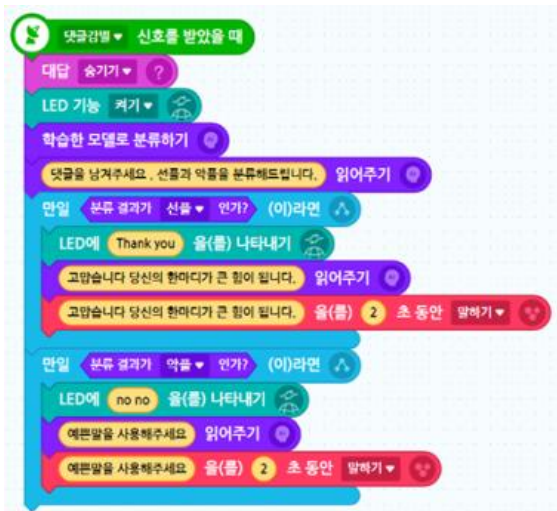 댓글감별 신호를 받았을 때
대답 숨기기 ?
LED 기능 켜기
학습한 모델로 분류하기
댓글을 남겨주세요 , 선플과 악플을 분류해드립니다. 읽어주기
만일 분류 결과가 선플 인가? (이)라면
LED에 Thank you 을(를) 나타내기
고맙습니다 당신의 한마디가 큰 힘이 됩니다. 읽어주기
고맙습니다 당신의 한마디가 큰 힘이 됩니다. 을(를) 2 초 동안 말하기
만일 분류 결과가 악플 인가? (이)라면
LED에 no no 을(를) 나타내기
예쁜말을 사용해주세요 읽어주기
예쁜말을 사용해주세요 을(를) 2 초 동안 말하기